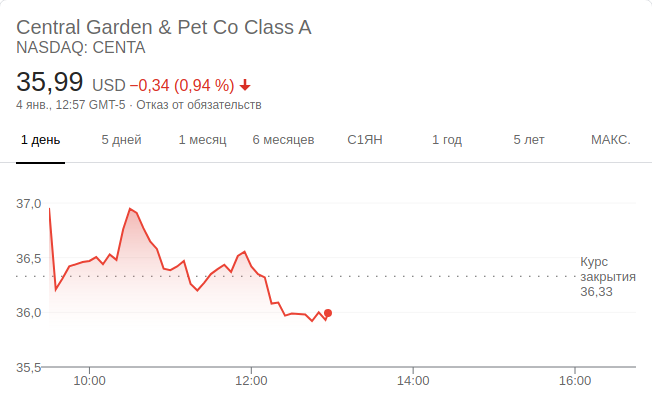 Central Garden & Pet Co Class A
NASDAQ: CENTA
35,99 USD −0,34 (0,94 %)
4 янв., 12:57 GMT-5 · Отказ от обязательств
1 день 5 дней 1 месяц 6 месяцев С1ЯН 1 год 5 лет МАКС.
37,0
36,5
Курс
закрытия
36,33
36,0
35,5
10:00 12:00 14:00 16:00